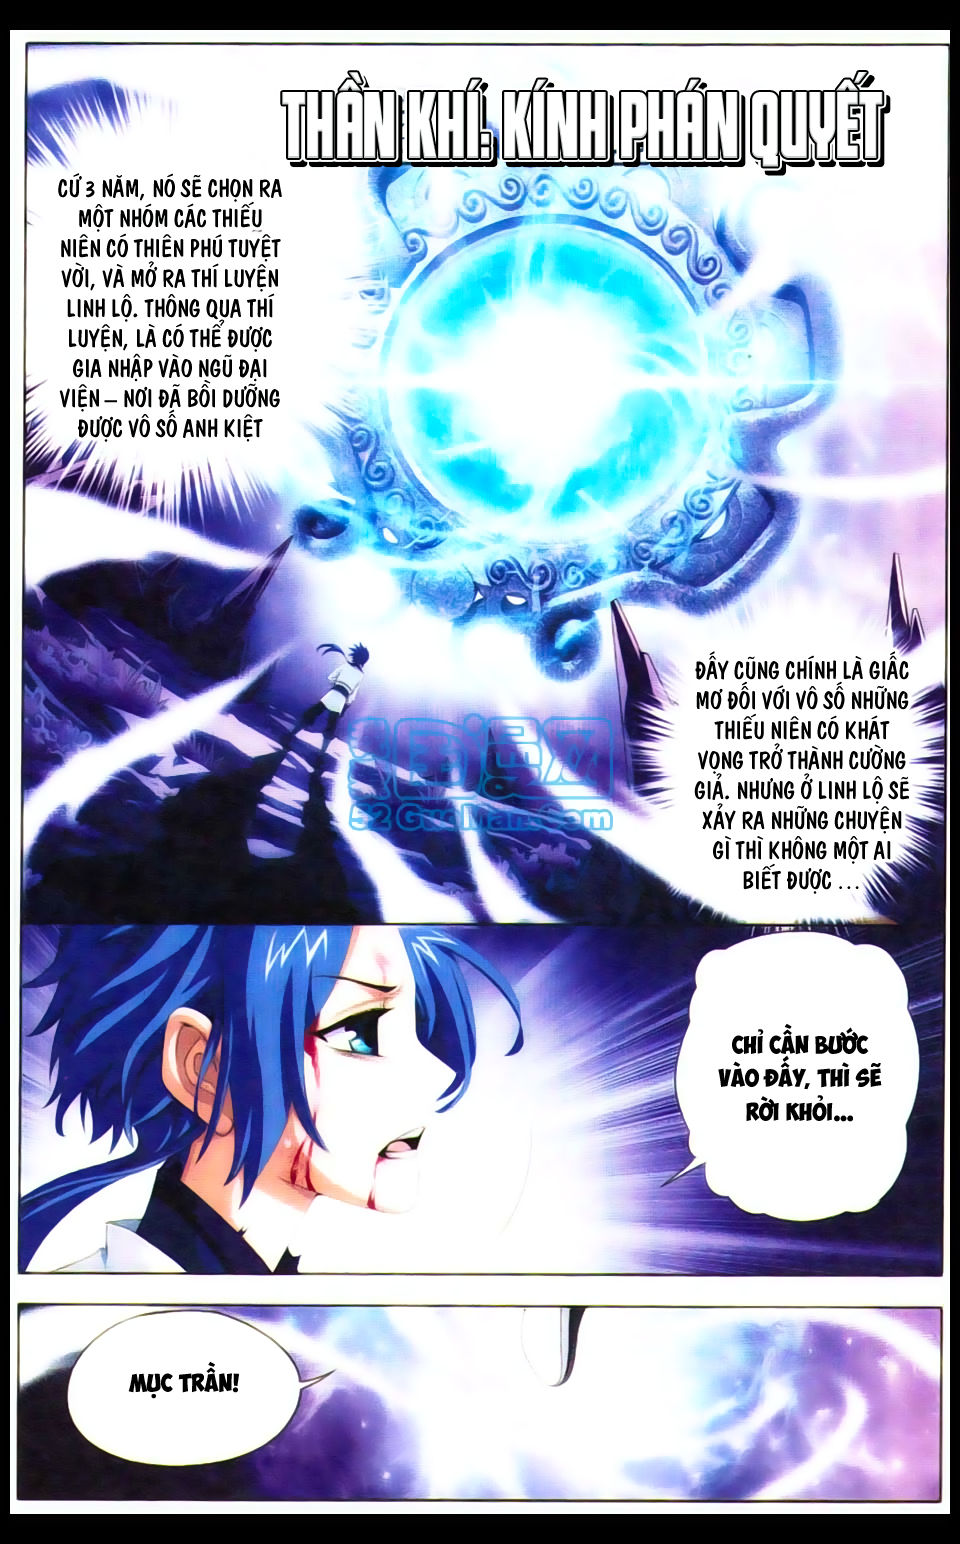 THẦN KHÍ: KÍNH PHÁN QUYẾT
CỨ 3 NĂM, NÓ SẼ CHỌN RA
MỘT NHÓM CÁC THIẾU
NIÊN CÓ THIÊN PHÚ TUYỆT
VỜI, VÀ MỞ RA THÍ LUYỆN
LINH LỘ. THÔNG QUA THÍ
LUYỆN, LÀ CÓ THỂ ĐƯỢC
GIA NHẬP VÀO NGŨ ĐẠI
VIỆN – NƠI ĐÃ BỒI DƯỠNG
ĐƯỢC VÔ SỐ ANH KIỆT
ĐẤY CŨNG CHÍNH LÀ GIẤC
MƠ ĐỐI VỚI VÔ SỐ NHỮNG
THIẾU NIÊN CÓ KHÁT
VỌNG TRỞ THÀNH CƯỜNG
GIẢ. NHƯNG Ở LINH LỘ SẼ
XẢY RA NHỮNG CHUYỆN
GÌ THÌ KHÔNG MỘT AI
BIẾT ĐƯỢC ...
国漫网
52GuoMan.com
CHỈ CẦN BƯỚC
VÀO ĐẤY, THÌ SẼ
RỜI KHỎI...
MỤC TRẦN!